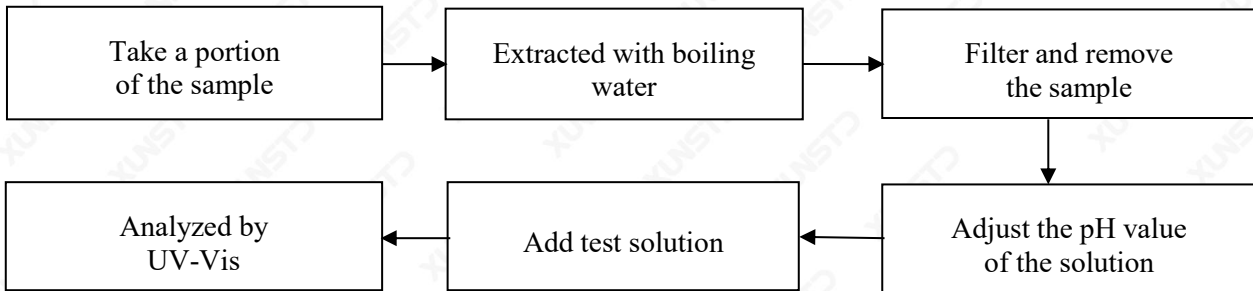 Take a portion
of the sample
Extracted with boiling
water
Filter and remove
the sample
Adjust the pH value
of the solution
Add test solution
Analyzed by
UV-Vis